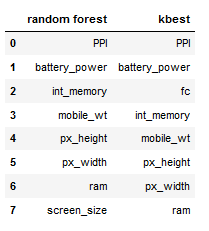 random forest kbest
0 PPI PPI
1 battery_power battery_power
2 int_memory fc
3 mobile_wt int_memory
4 px_height mobile_wt
5 px_width px_height
6 ram px_width
7 screen_size ram